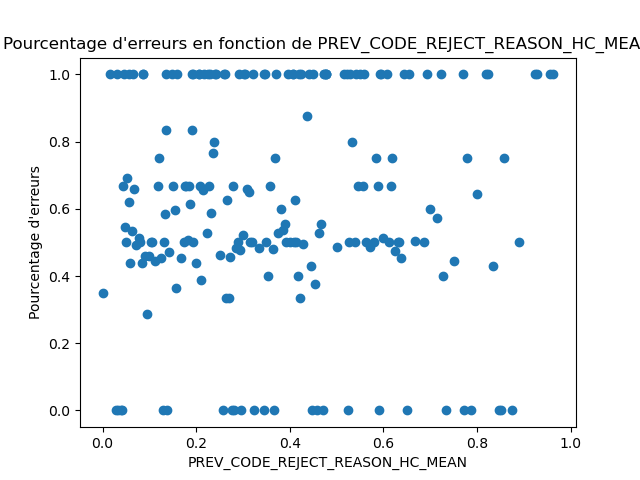 Pourcentage d'erreurs en fonction de PREV_CODE_REJECT_REASON_HC_MEA
1.0
0.8
0.6
0.4
0.2
0.0
Pourcentage d'erreurs
0.0 0.2 0.4 0.6 0.8 1.0
PREV_CODE_REJECT_REASON_HC_MEAN